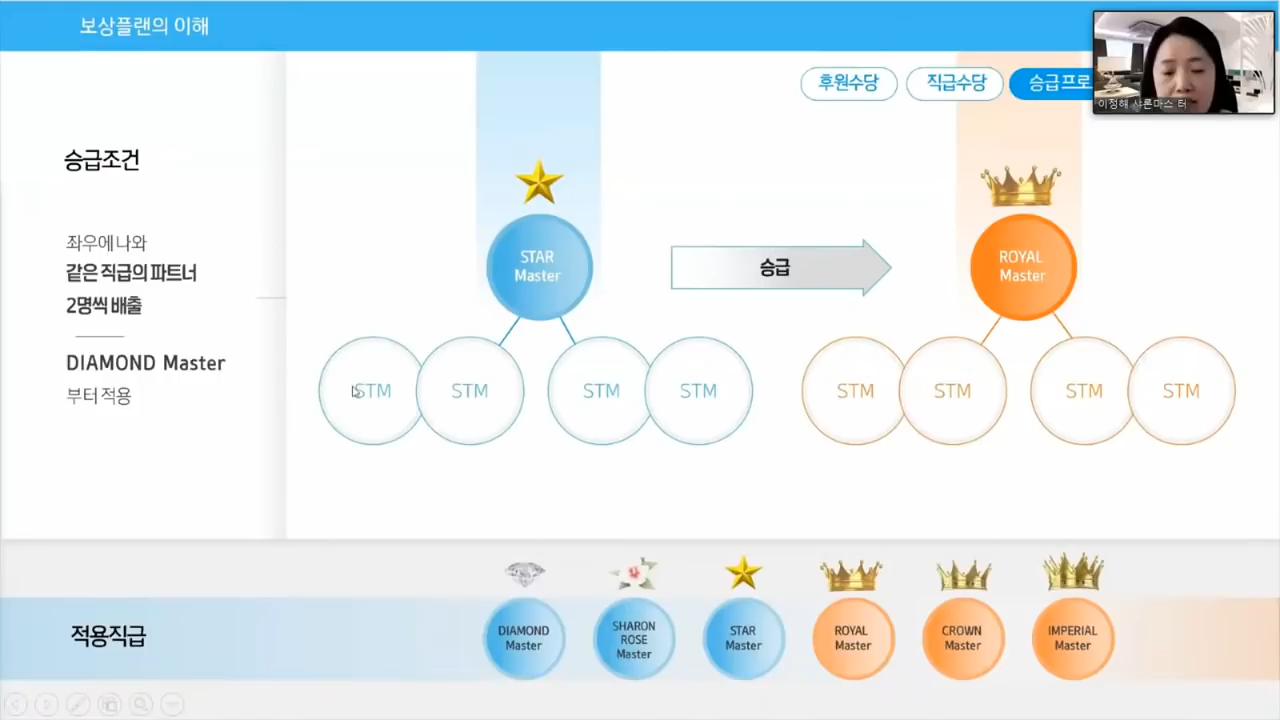 보상플랜의 이해
후원수당
직급수당
승급프로
이정해 샤론마스 터
승급조건
좌우에 나와
같은 직급의 파트너
2명씩 배출
DIAMOND Master
부터 적용
STAR
Master
승급
ROYAL
Master
STM
STM
STM
STM
STM
STM
STM
STM
적용직급
DIAMOND
Master
SHARON
ROSE
Master
STAR
Master
ROYAL
Master
CROWN
Master
IMPERIAL
Master